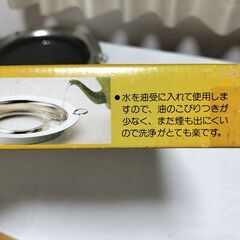 ●水を油受に入れて使用しま
すので、油のこびりつきが
少なく、また煙も出にくい
ので洗浄がとても楽です。